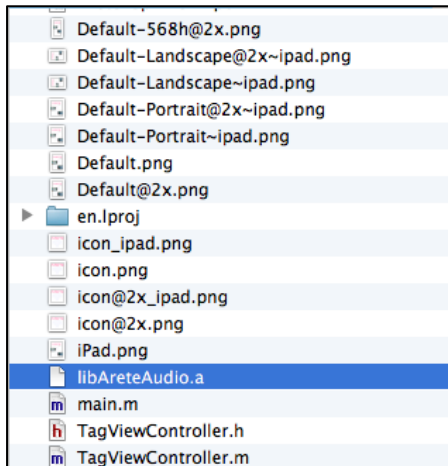 Default-568h@2x.png
Default-Landscape@2x~ipad.png
Default-Landscape~ipad.png
Default-Portrait@2x~ipad.png
Default-Portrait~ipad.png
Default.png
Default@2x.png
en.lproj
icon_ipad.png
icon.png
icon@2x_ipad.png
icon@2x.png
iPad.png
libAreteAudio.a
m main.m
h TagViewController.h
m TagViewController.m